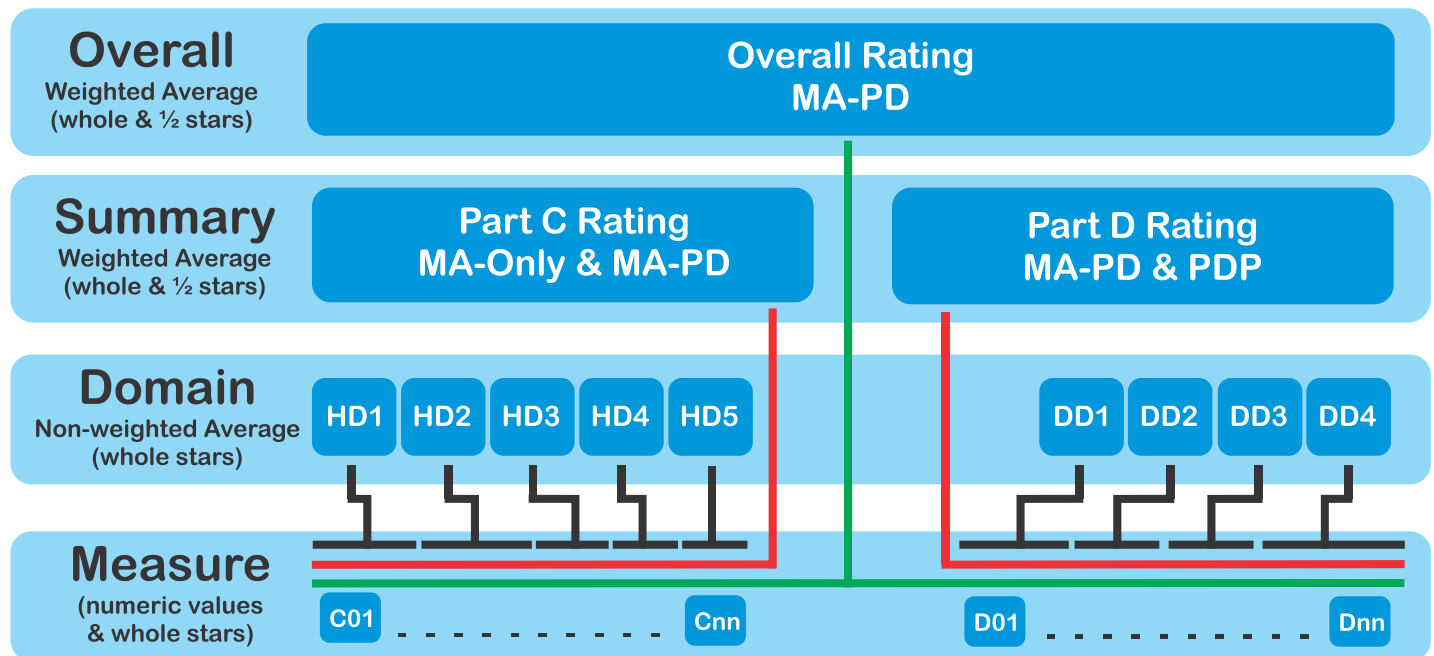 Overall
Weighted Average
(whole & ½ stars)
Overall Rating
MA-PD
Summary
Weighted Average
(whole & ½ stars)
Part C Rating
MA-Only & MA-PD
Part D Rating
MA-PD & PDP
Domain
Non-weighted Average
(whole stars)
HD1 HD2 HD3 HD4 HD5
DD1 DD2 DD3 DD4
Measure
(numeric values
& whole stars)
C01 Cnn
D01 Dnn